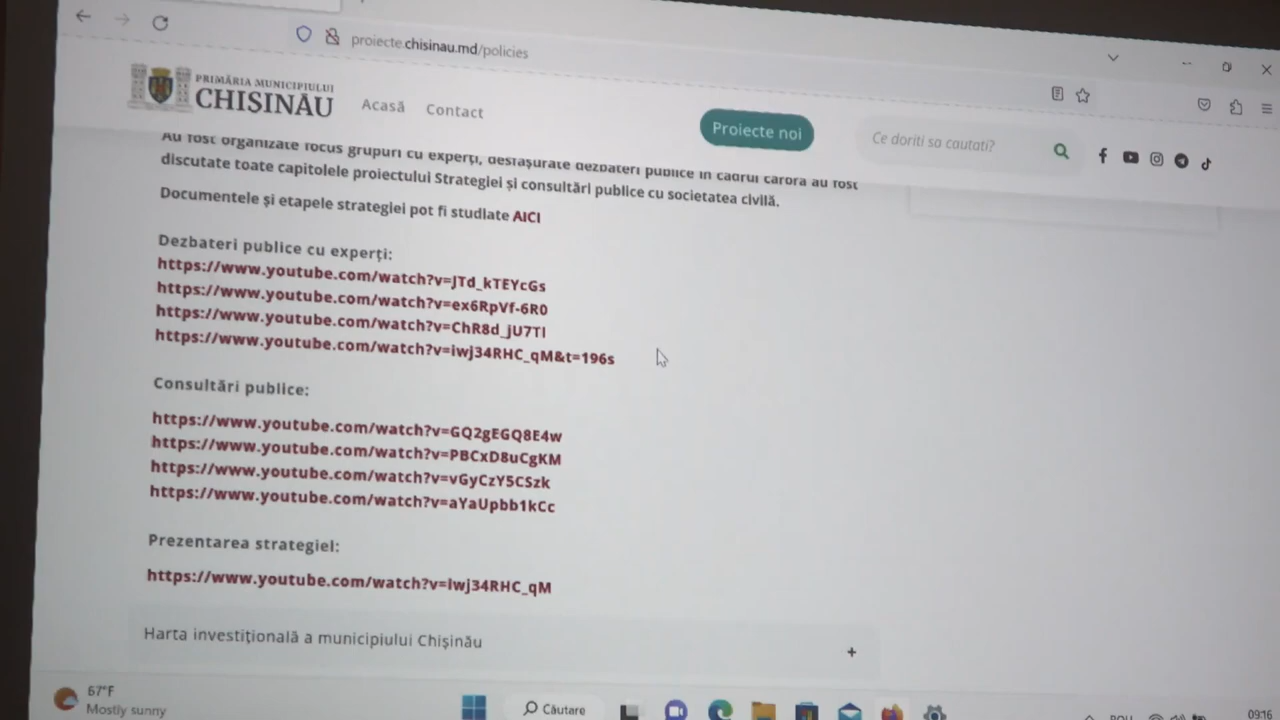 proiecte.chisinau.md/policies
PRIMĂRIA MUNICIPIULUI
CHIȘINĂU
Acasă
Contact
Proiecte noi
Ce doriti sa cautati?
Au fost organizate focus grupuri cu experți, desfășurate dezbateri publice în cadrul cărora au fost
discutate toate capitolele proiectului Strategiei și consultări publice cu societatea civilă.
Documentele și etapele strategiei pot fi studiate AICI
Dezbateri publice cu experți:
https://www.youtube.com/watch?v=JTd_kTEYcGs
https://www.youtube.com/watch?v=ex6RpVf-6R0
https://www.youtube.com/watch?v=ChR8d_jU7TI
https://www.youtube.com/watch?v=iwj34RHC_qM&t=196s
Consultări publice:
https://www.youtube.com/watch?v=GQ2gEGQ8E4w
https://www.youtube.com/watch?v=PBCxD8uCgKM
https://www.youtube.com/watch?v=vGyCzY5CSzk
https://www.youtube.com/watch?v=aYaUpbb1kCc
Prezentarea strategiei:
https://www.youtube.com/watch?v=iwj34RHC_qM
Harta investițională a municipiului Chișinău
+
67°F
Mostly sunny
Căutare
ROU
09:16